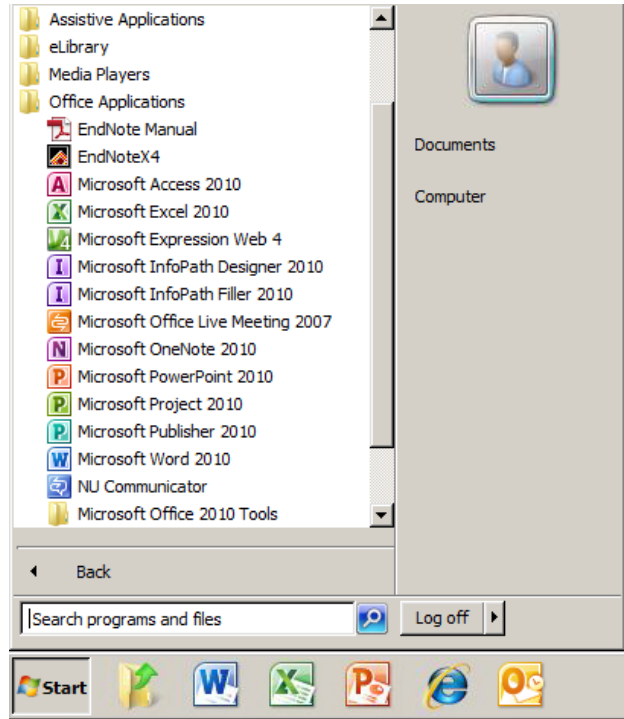 Assistive Applications
eLibrary
Media Players
Office Applications
EndNote Manual
EndNoteX4
Microsoft Access 2010
Microsoft Excel 2010
Microsoft Expression Web 4
Microsoft InfoPath Designer 2010
Microsoft InfoPath Filler 2010
Microsoft Office Live Meeting 2007
Microsoft OneNote 2010
Microsoft PowerPoint 2010
Microsoft Project 2010
Microsoft Publisher 2010
Microsoft Word 2010
NU Communicator
Microsoft Office 2010 Tools
Back
Search programs and files
Documents
Computer
Log off
Start